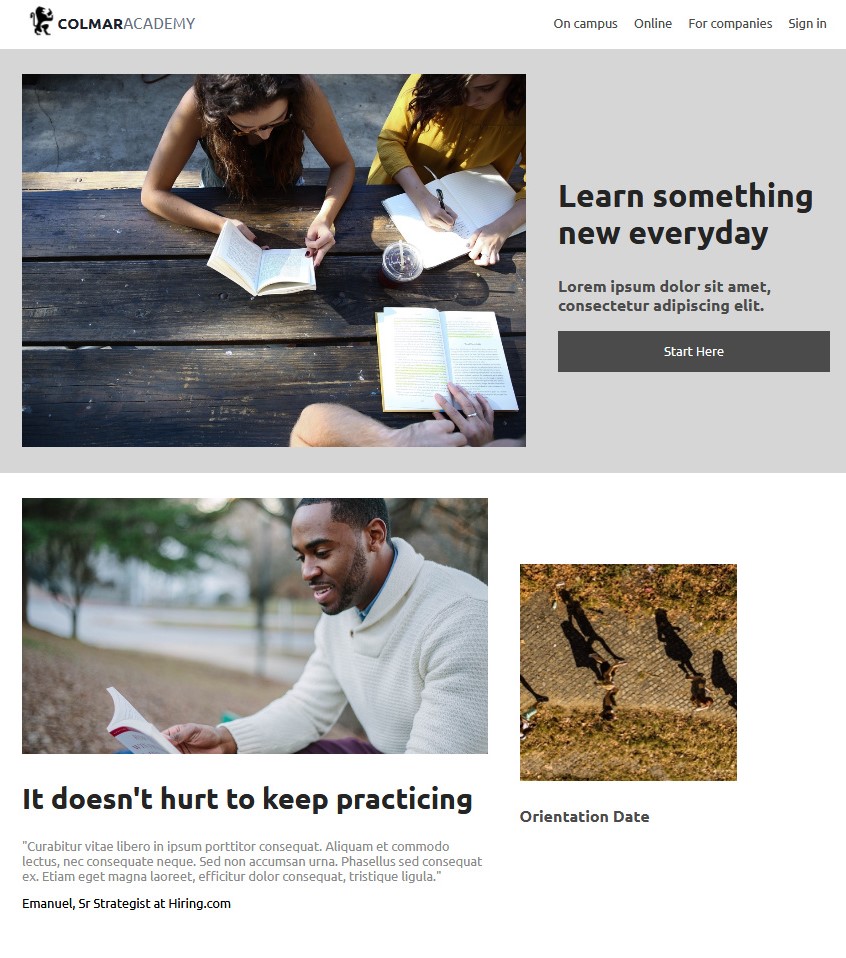 COLMARACADEMY
On campus Online For companies Sign in
Learn something
new everyday
Lorem ipsum dolor sit amet,
consectetur adipiscing elit.
Start Here
It doesn't hurt to keep practicing
"Curabitur vitae libero in ipsum porttitor consequat. Aliquam et commodo
lectus, nec consequate neque. Sed non accumsan urna. Phasellus sed consequat
ex. Etiam eget magna laoreet, efficitur dolor consequat, tristique ligula."
Emanuel, Sr Strategist at Hiring.com
Orientation Date